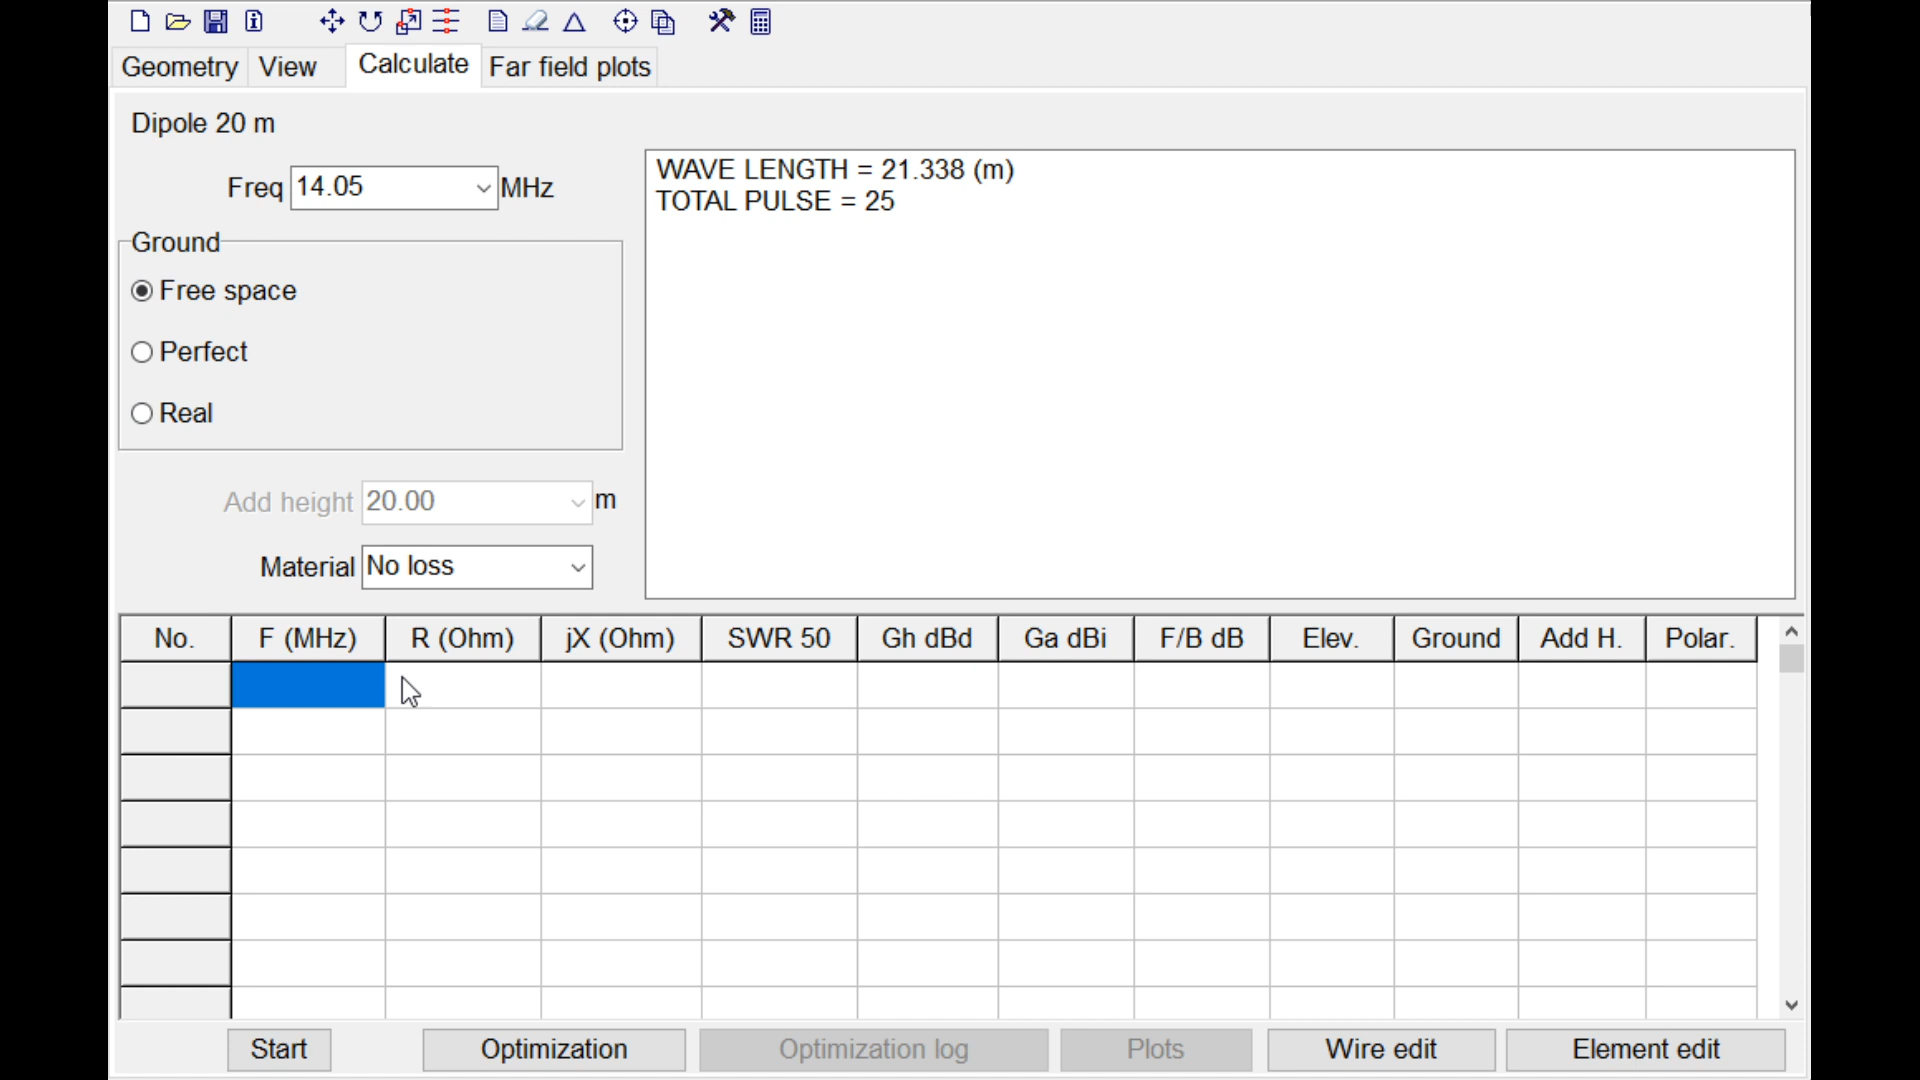 Geometry View Calculate Far field plots
Dipole 20 m
Freq 14.05 MHz
WAVE LENGTH = 21.338 (m)
TOTAL PULSE = 25
Ground
Free space
Perfect
Real
Add height 20.00 m
Material No loss
No. F (MHz) R (Ohm) jX (Ohm) SWR 50 Gh dBd Ga dBi F/B dB Elev. Ground Add H. Polar.
Start Optimization Optimization log Plots Wire edit Element edit